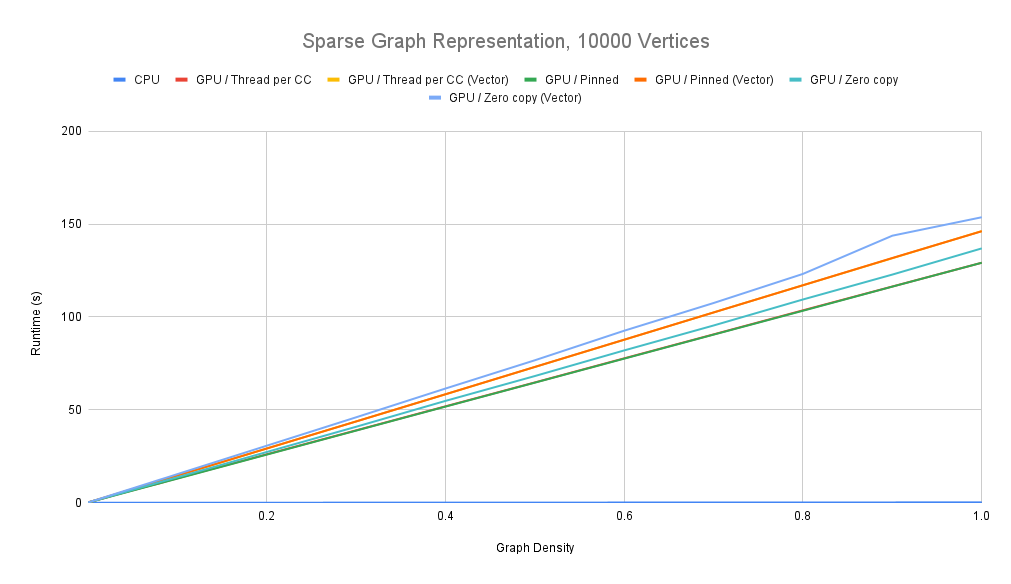 Sparse Graph Representation, 10000 Vertices
CPU GPU / Thread per CC GPU / Thread per CC (Vector) GPU / Pinned GPU / Pinned (Vector) GPU / Zero copy
GPU / Zero copy (Vector)
200
150
100
50
0
Runtime (s)
0.2 0.4 0.6 0.8 1.0
Graph Density